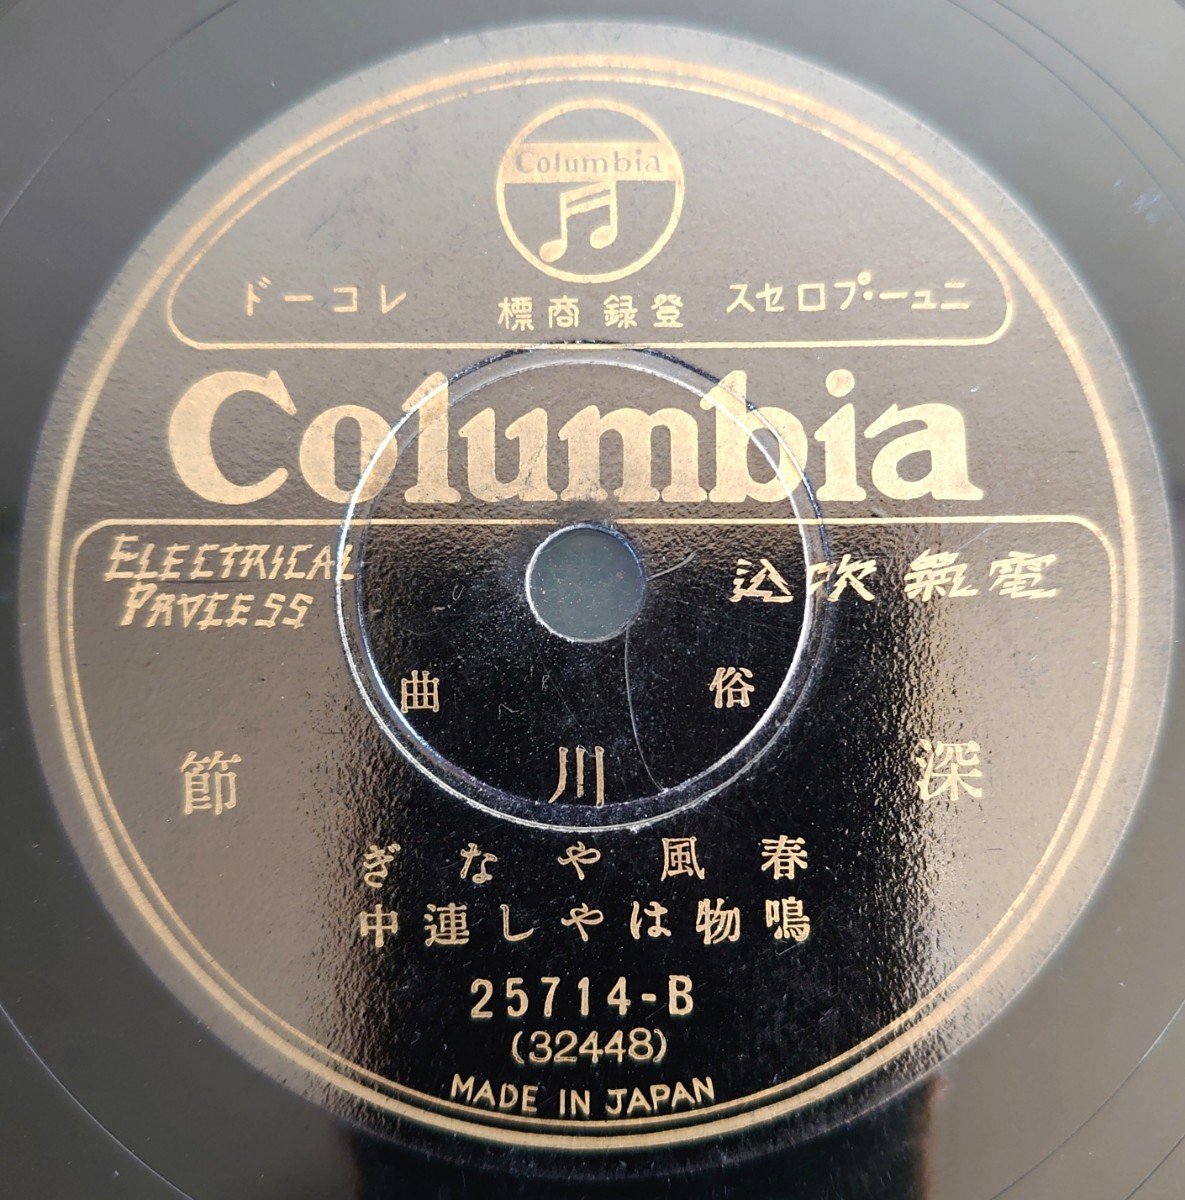 Columbia
ニュー・プロセス 登録商標 レコード
Columbia
ELECTRICAL
PROCESS
電氣吹込
俗曲
深川節
春風やなぎ
鳴物はやし連中
25714-B
(32448)
MADE IN JAPAN